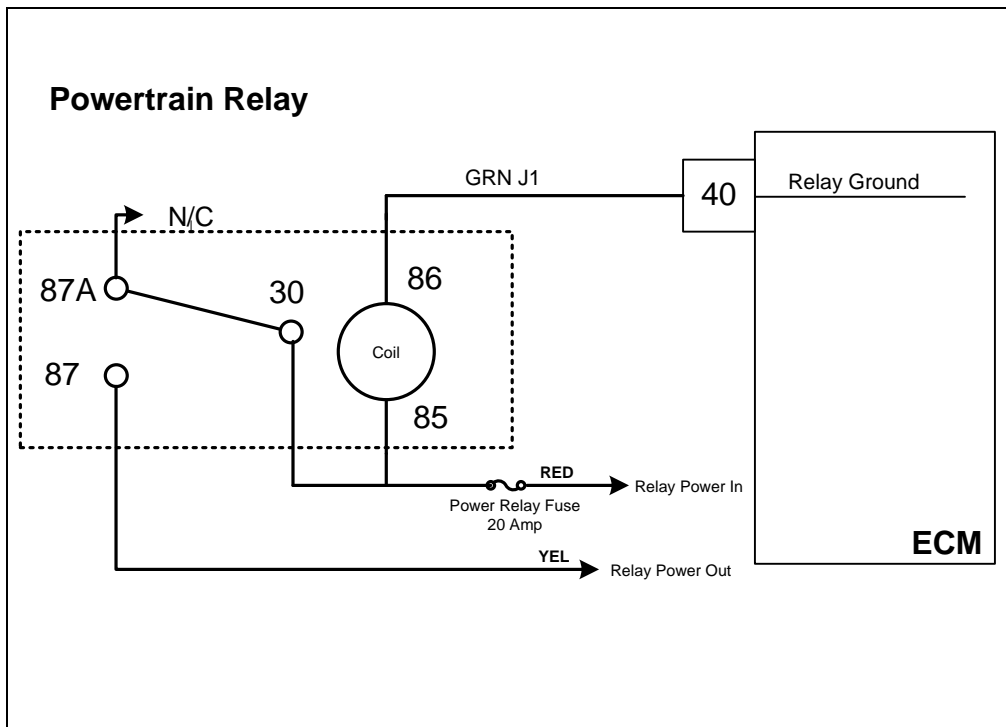 Powertrain Relay
GRN J1
40
Relay Ground
N/C
87A
30
86
Coil
87
85
RED
Relay Power In
Power Relay Fuse
20 Amp
ECM
YEL
Relay Power Out